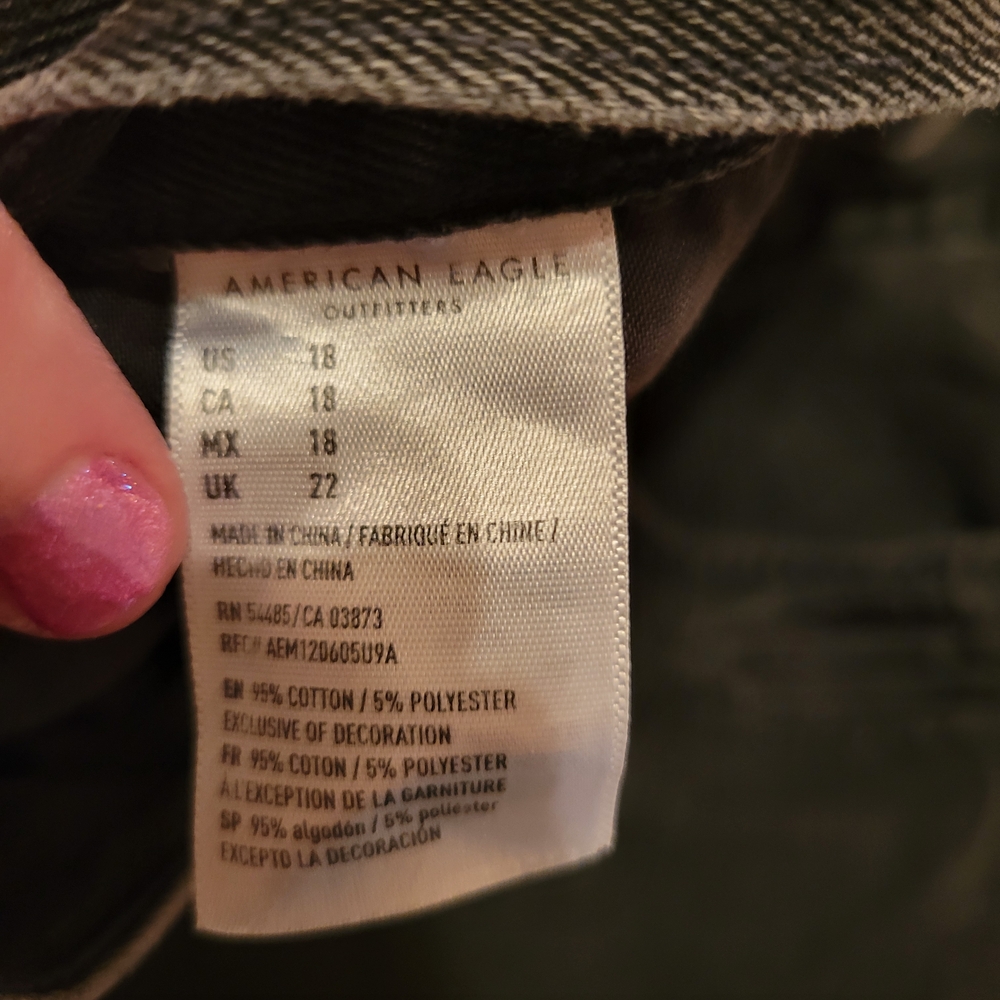 AMERICAN EAGLE
OUTFITTERS
US 18
CA 18
MX 18
UK 22
MADE IN CHINA / FABRIQUÉ EN CHINE /
HECHO EN CHINA
RN 54485/CA 03873
RFC# AEM120605U9A
EN 95% COTTON / 5% POLYESTER
EXCLUSIVE OF DECORATION
FR 95% COTON / 5% POLYESTER
À L'EXCEPTION DE LA GARNITURE
SP 95% algodón / 5% poliéster
EXCEPTO LA DECORACIÓN